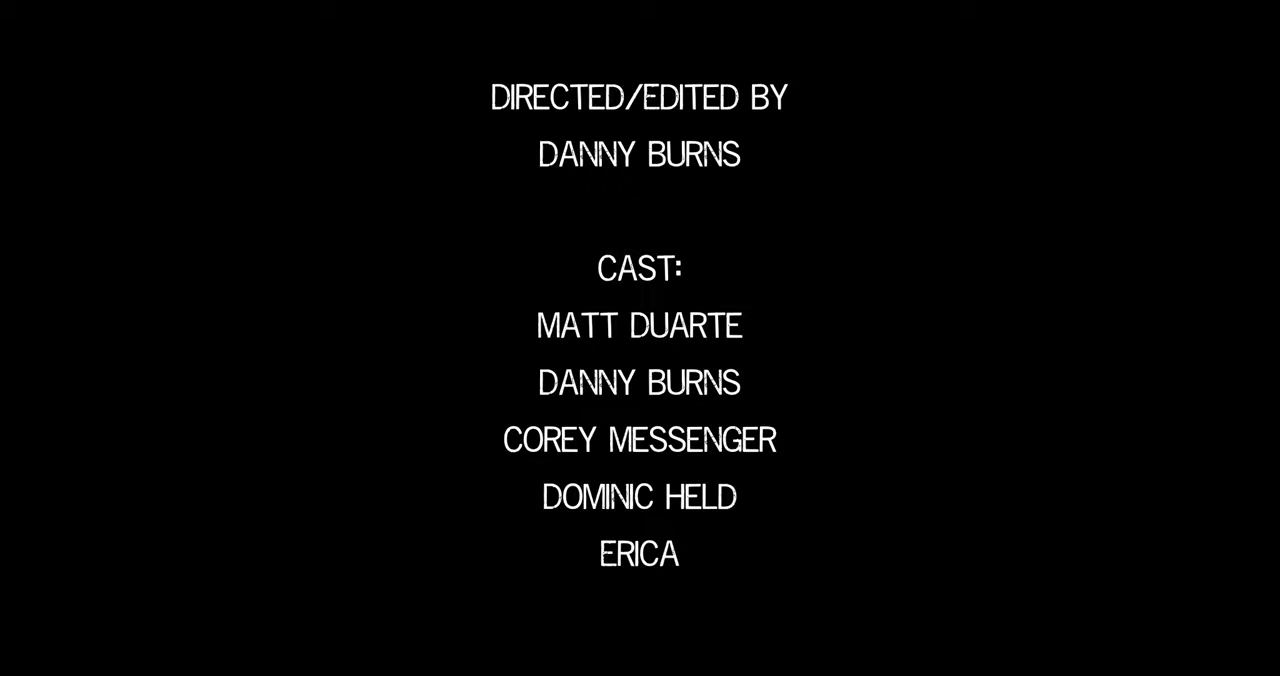 DIRECTED/EDITED BY
DANNY BURNS
CAST:
MATT DUARTE
DANNY BURNS
COREY MESSENGER
DOMINIC HELD
ERICA